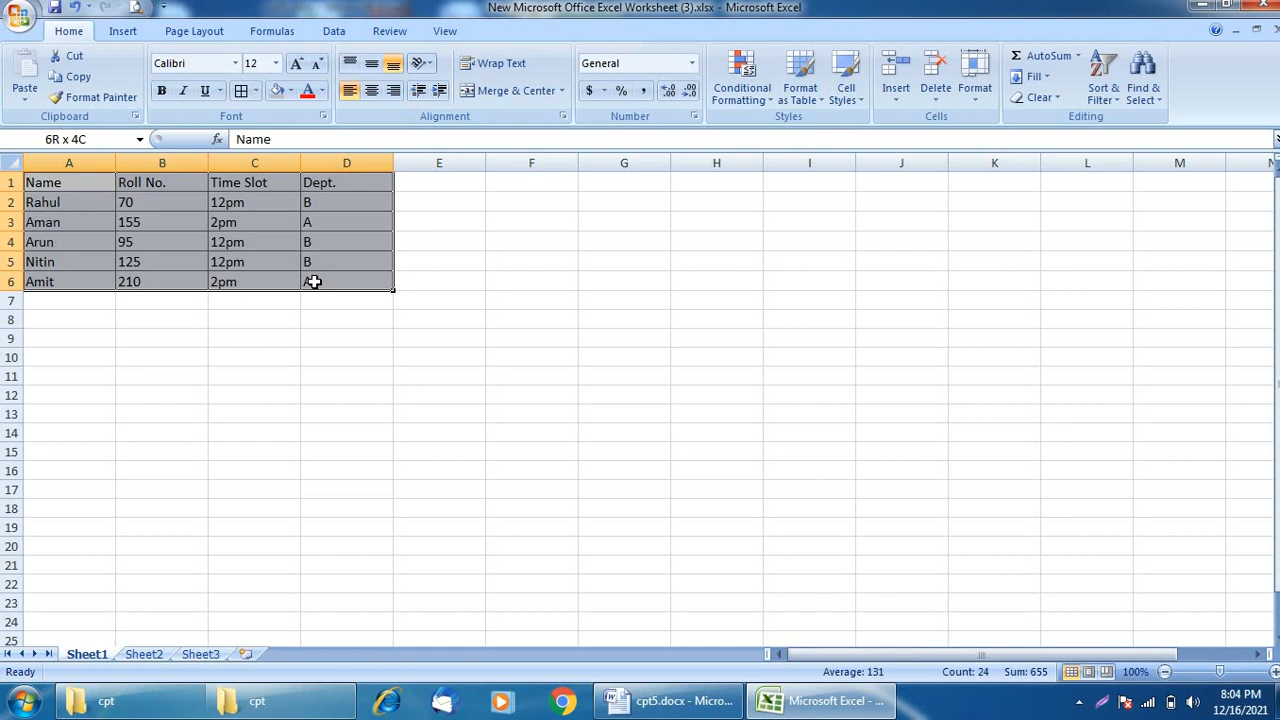 New Microsoft Office Excel Worksheet (3).xlsx - Microsoft Excel
Home Insert Page Layout Formulas Data Review View
Cut
Copy
Format Painter
Paste
Clipboard
Calibri 12
B I U
A A
A
Font
Wrap Text
Merge & Center
Alignment
General
$ % ,
Number
Conditional Formatting
Format as Table
Cell Styles
Styles
Insert Delete Format
Cells
Σ AutoSum
Fill
Clear
Sort & Filter
Find & Select
Editing
6R x 4C fx Name
A B C D E F G H I J K L M N
1 Name Roll No. Time Slot Dept.
2 Rahul 70 12pm B
3 Aman 155 2pm A
4 Arun 95 12pm B
5 Nitin 125 12pm B
6 Amit 210 2pm A
7
8
9
10
11
12
13
14
15
16
17
18
19
20
21
22
23
24
25
Sheet1 Sheet2 Sheet3
Ready Average: 131 Count: 24 Sum: 655 100%
cpt cpt cpt5.docx - Micro... Microsoft Excel - ...
8:04 PM
12/16/2021